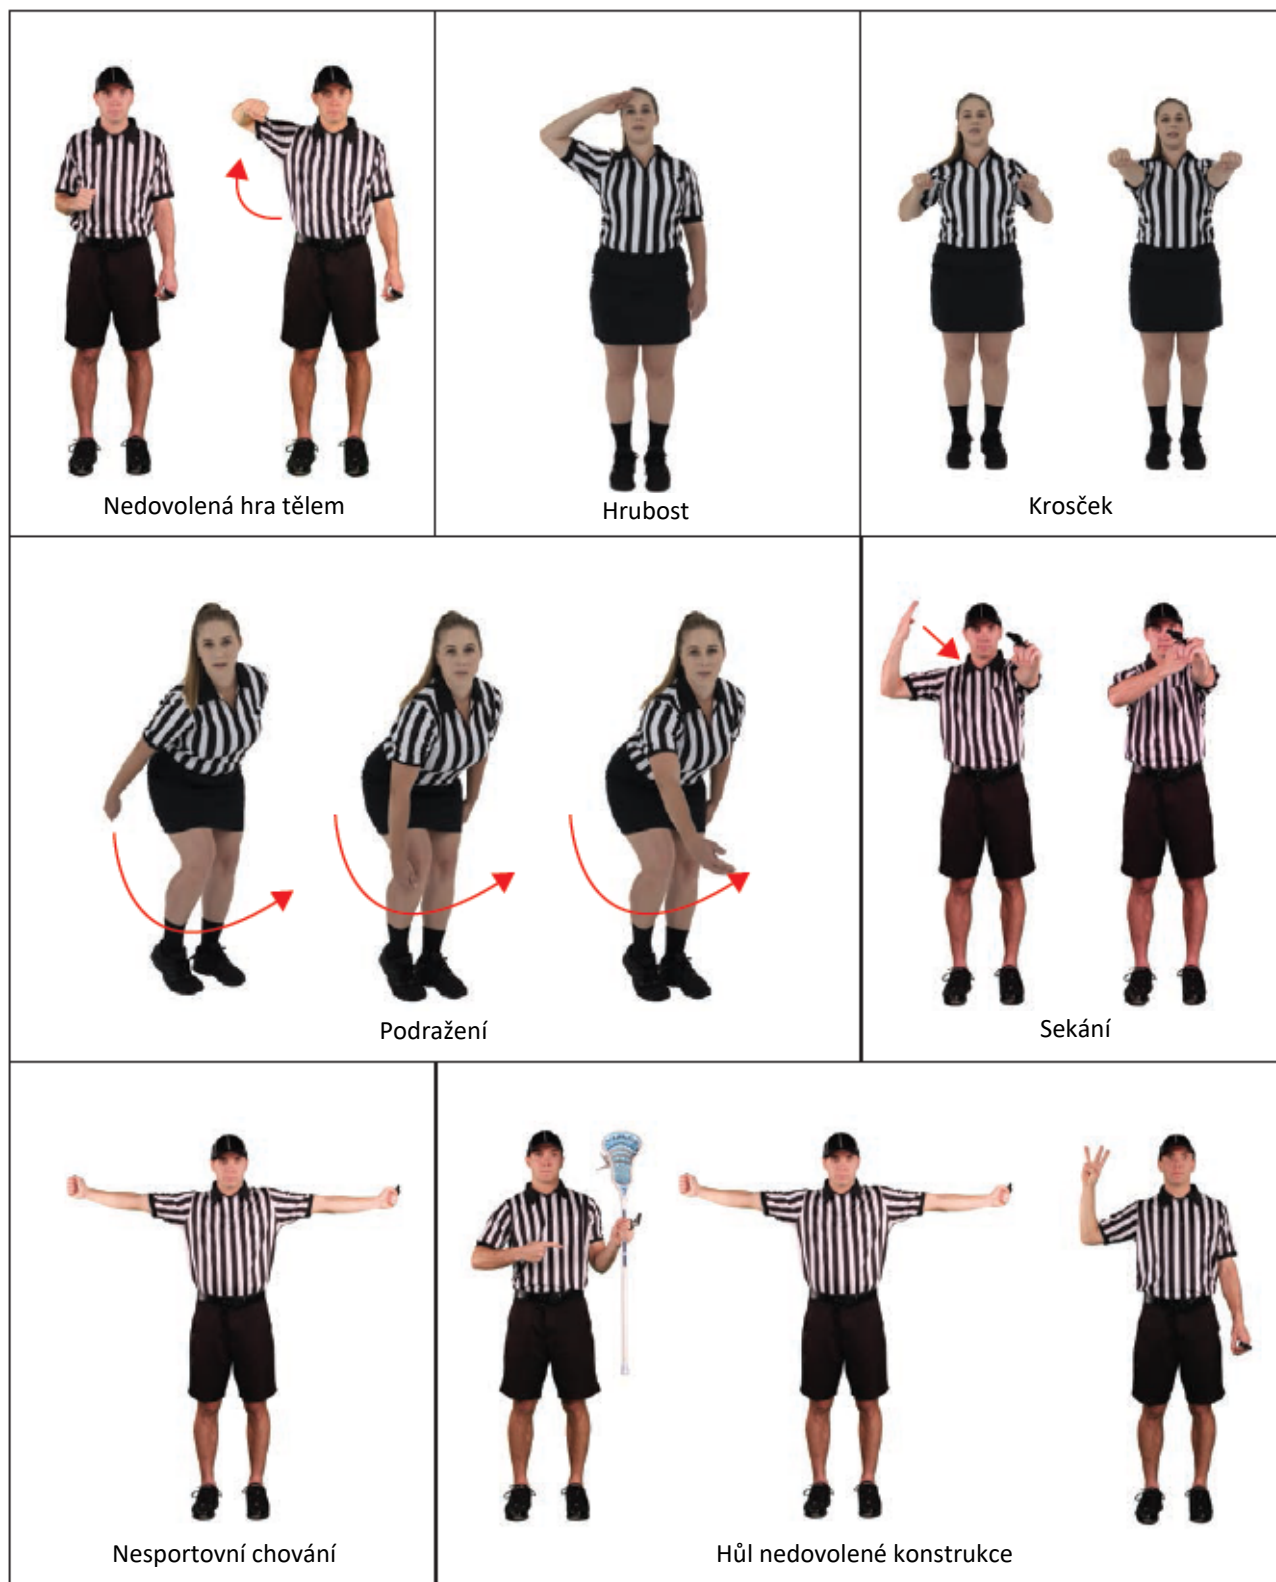 Nedovolená hra tělem
Hrubost
Krosček
Podražení
Sekání
Nesportovní chování
Hůl nedovolené konstrukce